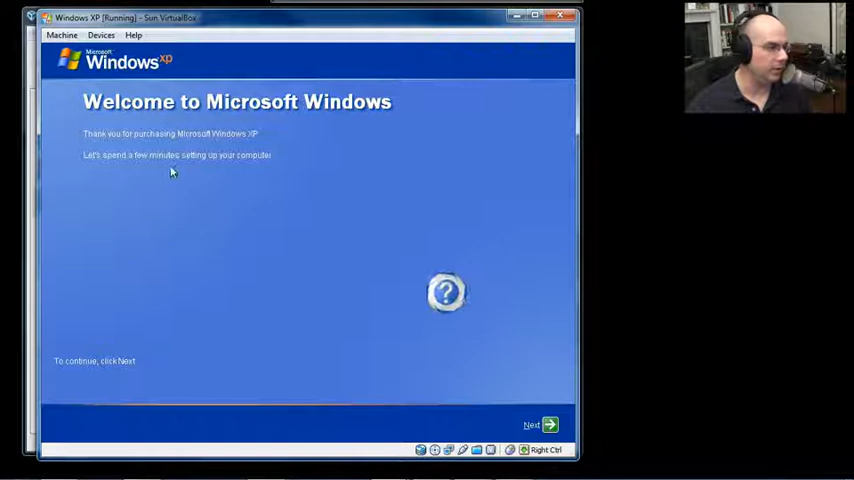 Windows XP [Running] - Sun VirtualBox
Machine Devices Help
Microsoft
Windows xp
Welcome to Microsoft Windows
Thank you for purchasing Microsoft Windows XP
Let's spend a few minutes setting up your computer
?
To continue, click Next
Next
Right Ctrl